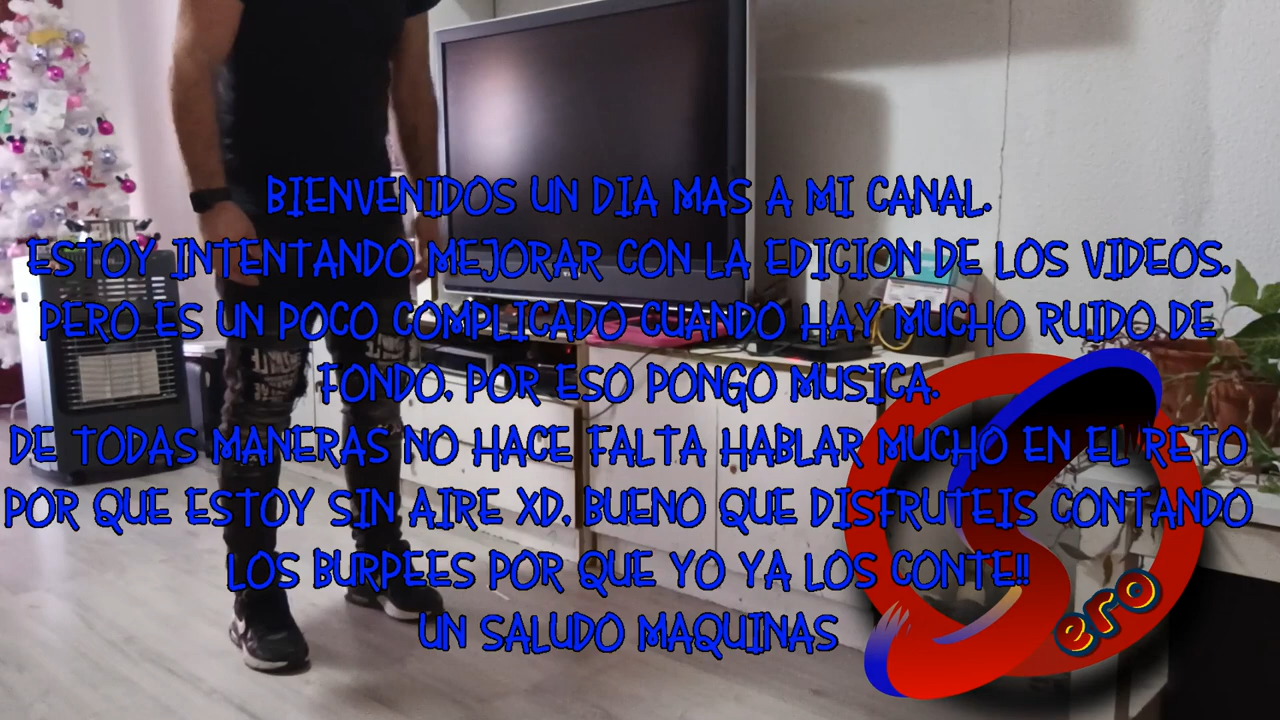 BIENVENIDOS UN DIA MAS A MI CANAL.
ESTOY INTENTANDO MEJORAR CON LA EDICION DE LOS VIDEOS.
PERO ES UN POCO COMPLICADO CUANDO HAY MUCHO RUIDO DE
FONDO, POR ESO PONGO MUSICA.
DE TODAS MANERAS NO HACE FALTA HABLAR MUCHO EN EL RETO
POR QUE ESTOY SIN AIRE XD, BUENO QUE DISFRUTEIS CONTANDO
LOS BURPEES POR QUE YO YA LOS CONTE!!
UN SALUDO MAQUINAS
Sero